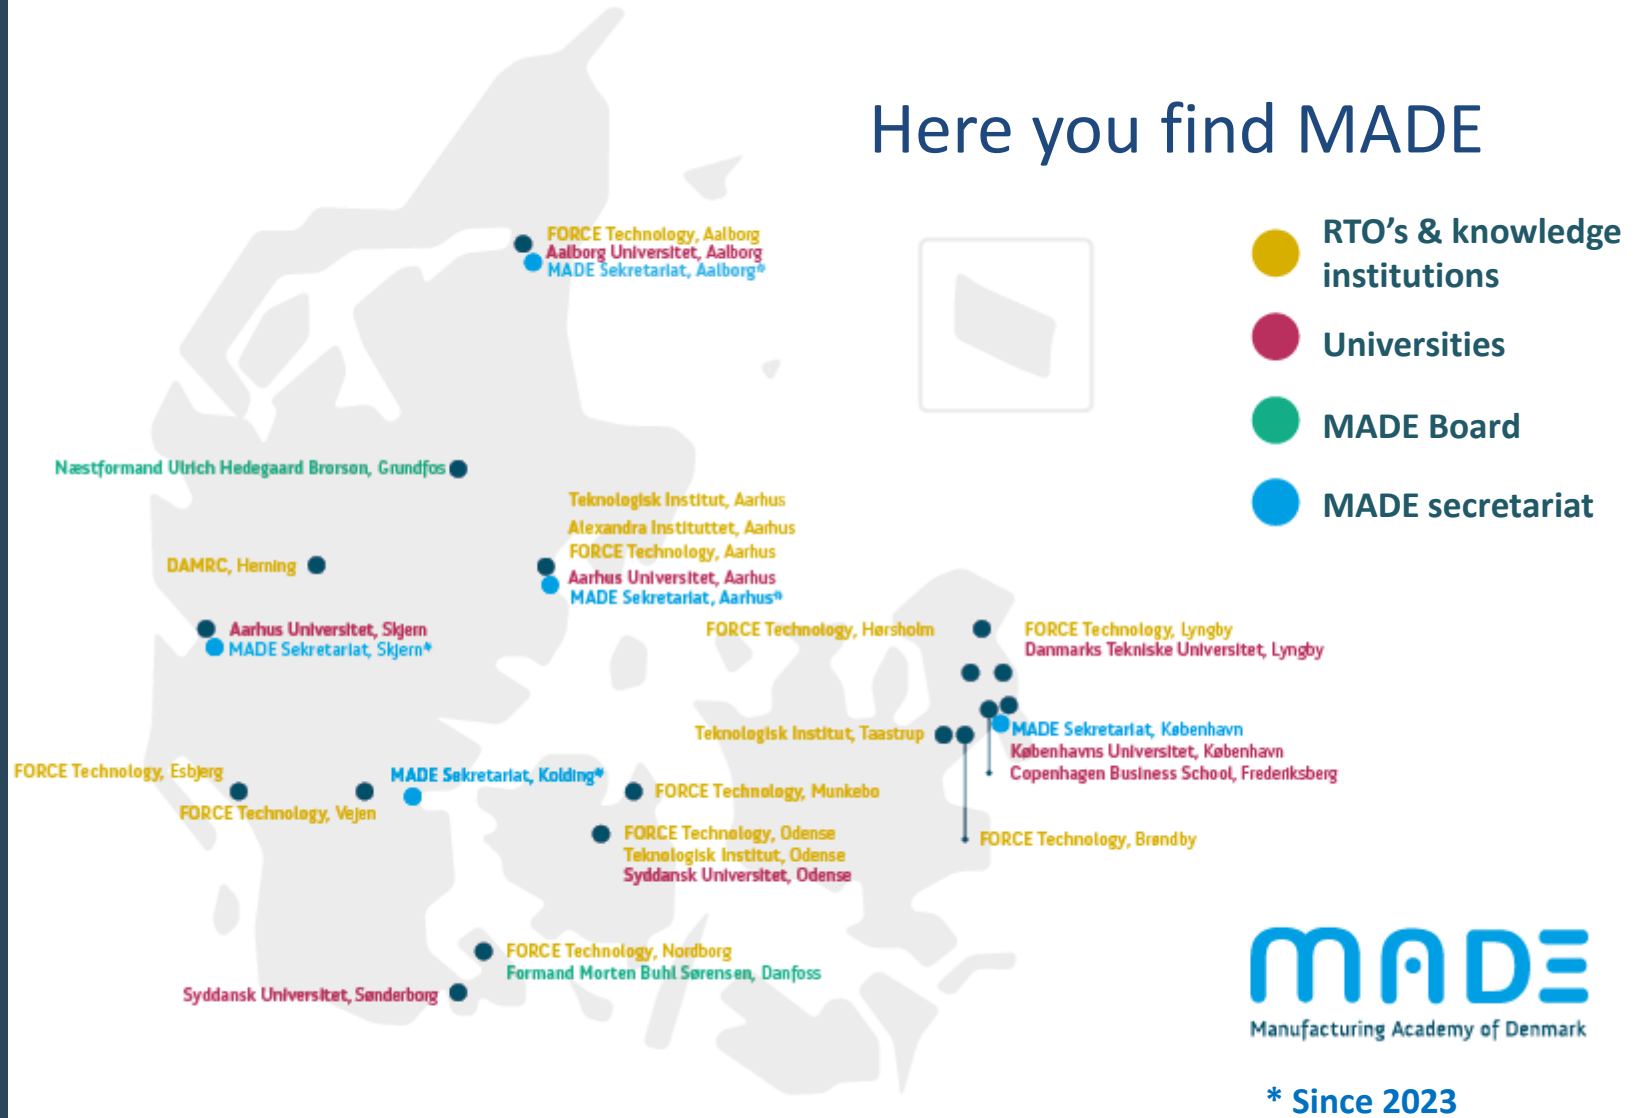 Here you find MADE
RTO's & knowledge
institutions
Universities
MADE Board
MADE secretariat
FORCE Technology, Aalborg
Aalborg Universitet, Aalborg
MADE Sekretariat, Aalborg*
Næstformand Ulrich Hedegaard Brorson, Grundfos
Teknologisk Institut, Aarhus
Alexandra Instituttet, Aarhus
FORCE Technology, Aarhus
Aarhus Universitet, Aarhus
MADE Sekretariat, Aarhus*
DAMRC, Herning
Aarhus Universitet, Skjern
MADE Sekretariat, Skjern*
FORCE Technology, Hørsholm
FORCE Technology, Lyngby
Danmarks Tekniske Universitet, Lyngby
Teknologisk Institut, Taastrup
MADE Sekretariat, København
Københavns Universitet, København
Copenhagen Business School, Frederiksberg
FORCE Technology, Esbjerg
FORCE Technology, Vejen
MADE Sekretariat, Kolding*
FORCE Technology, Munkebo
FORCE Technology, Odense
Teknologisk Institut, Odense
Syddansk Universitet, Odense
FORCE Technology, Brøndby
FORCE Technology, Nordborg
Formand Morten Buhl Sørensen, Danfoss
Syddansk Universitet, Sønderborg
MADE
Manufacturing Academy of Denmark
* Since 2023